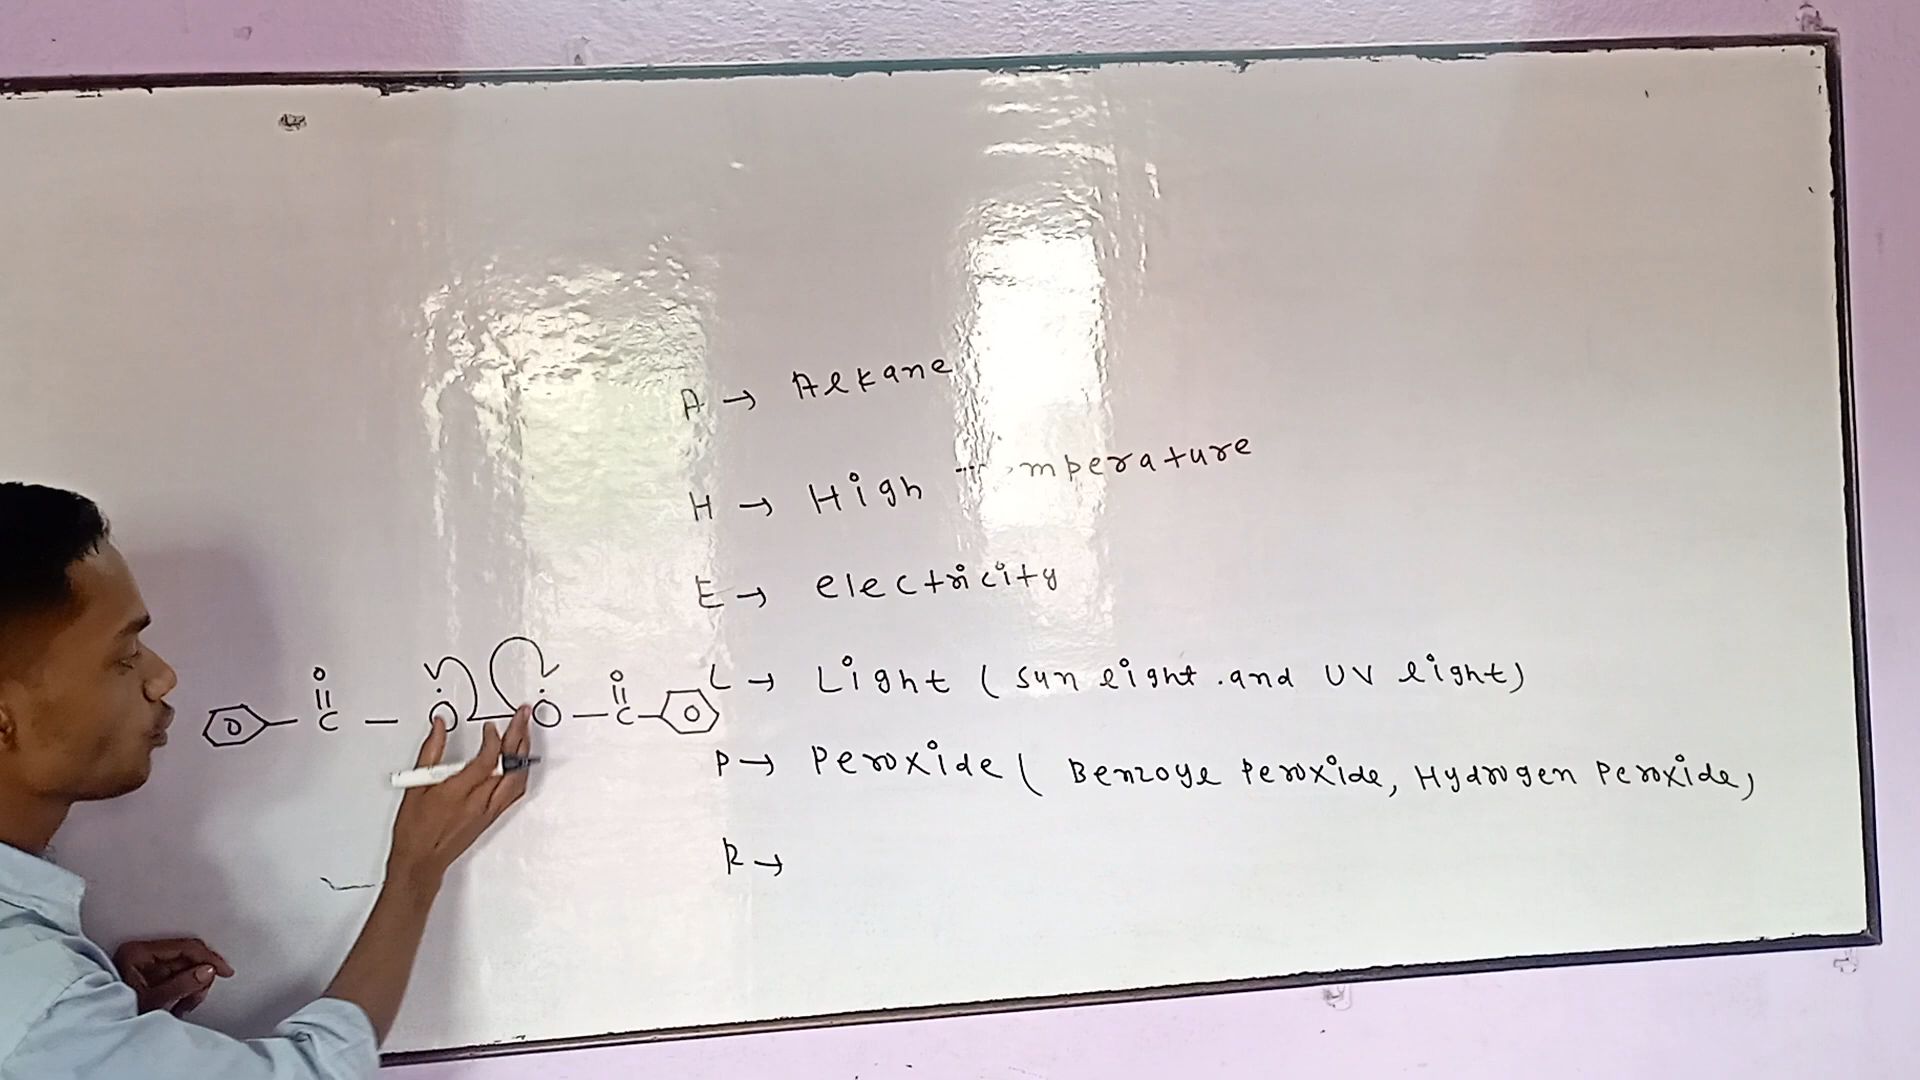 A → Alkane
H → High mperature
E → electricity
L → Light (sun light and UV light)
P → Peroxide ( Benzoyl Peroxide, Hydrogen Peroxide)
R →
O O
C — O — O — C